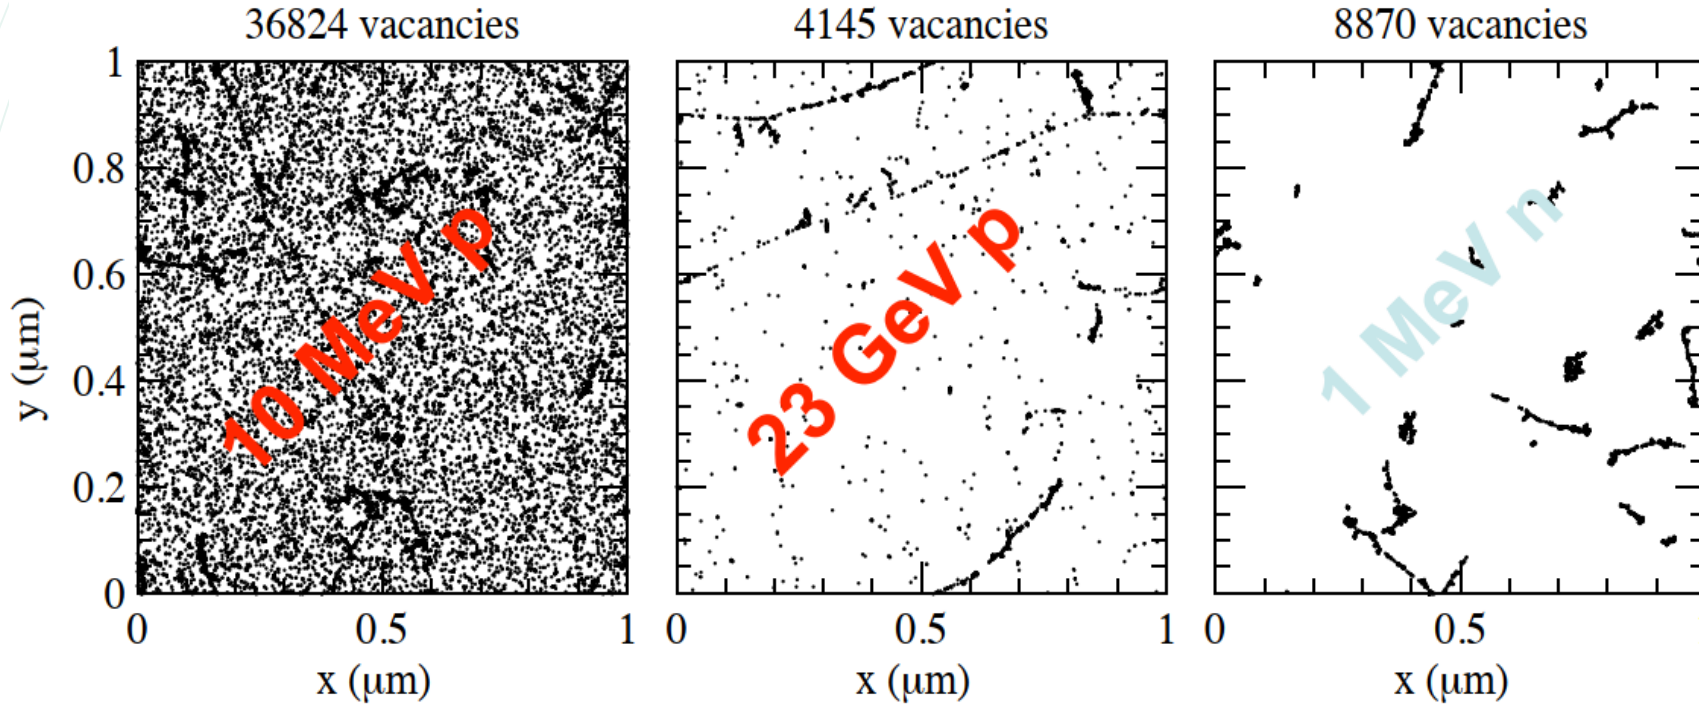 36824 vacancies
4145 vacancies
8870 vacancies
1
0.8
0.6
0.4
0.2
0
y (μm)
10 MeV p
23 GeV p
1 MeV n
0 0.5 1
0 0.5 1
0 0.5
x (μm)
x (μm)
x (μm)